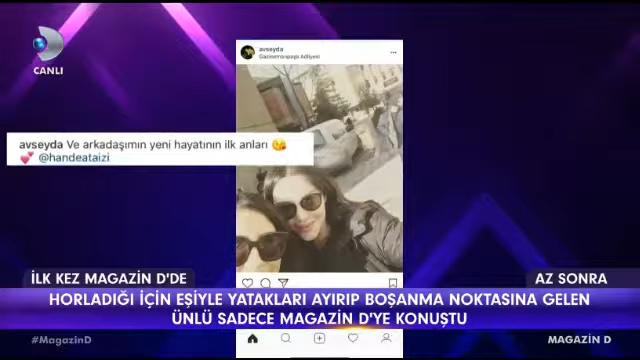 CANLI
avseyda
Gaziosmanpaşa Adliyesi
avseyda Ve arkadaşımın yeni hayatının ilk anları
@handeataizi
İLK KEZ MAGAZİN D'DE
AZ SONRA
HORLADIĞI İÇİN EŞİYLE YATAKLARI AYIRIP BOŞANMA NOKTASINA GELEN
ÜNLÜ SADECE MAGAZİN D'YE KONUŞTU
#MagazinD
MAGAZİN D